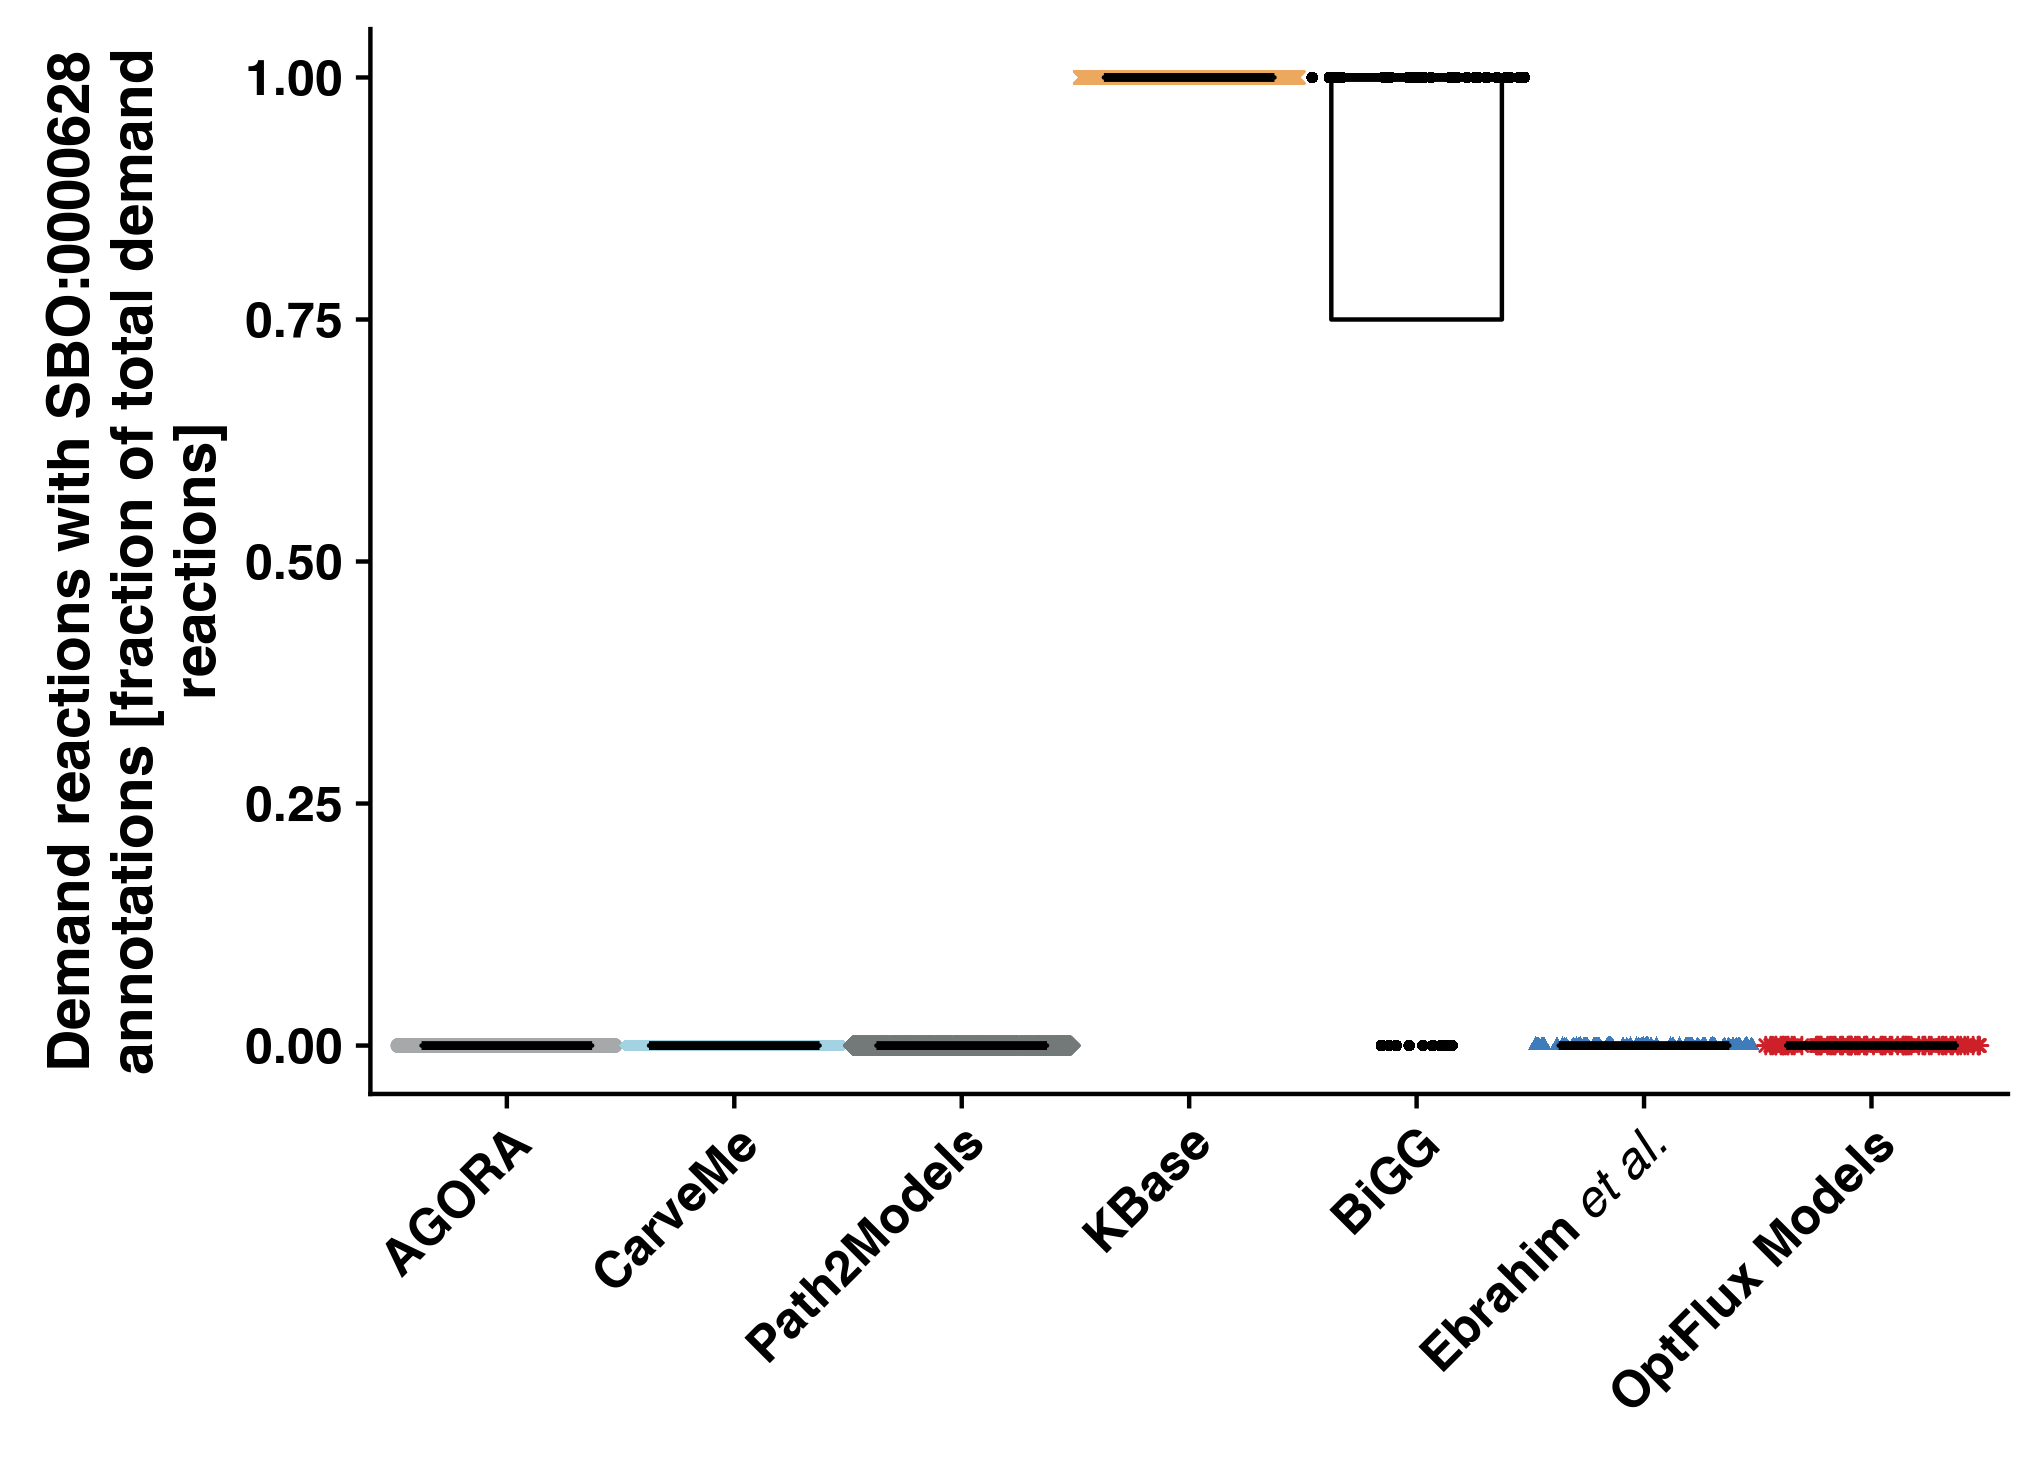 Demand reactions with SBO:0000628
annotations [fraction of total demand
reactions]
1.00
0.75
0.50
0.25
0.00
AGORA
CarveMe
Path2Models
KBase
BiGG
Ebrahim et al.
OptFlux Models